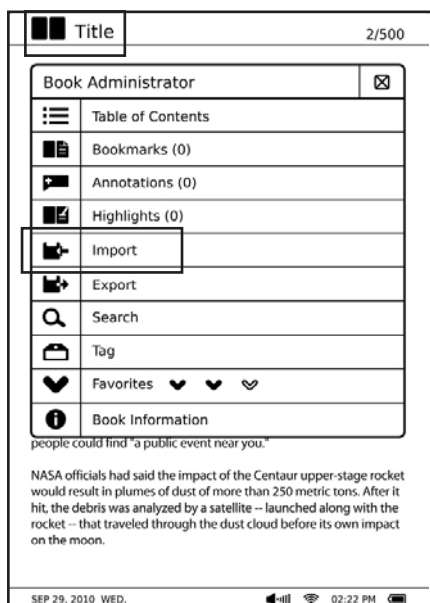 Title
2/500
Book Administrator
Table of Contents
Bookmarks (0)
Annotations (0)
Highlights (0)
Import
Export
Search
Tag
Favorites
Book Information
people could find "a public event near you."
NASA officials had said the impact of the Centaur upper-stage rocket
would result in plumes of dust of more than 250 metric tons. After it
hit, the debris was analyzed by a satellite -- launched along with the
rocket -- that traveled through the dust cloud before its own impact
on the moon.
SEP 29, 2010 WED. 02:22 PM